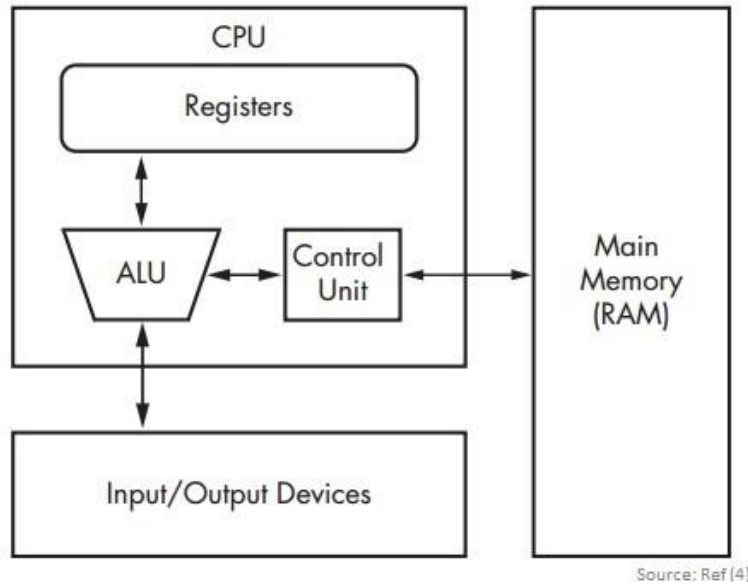 CPU
Registers
ALU
Control
Unit
Main
Memory
(RAM)
Input/Output Devices
Source: Ref (4)